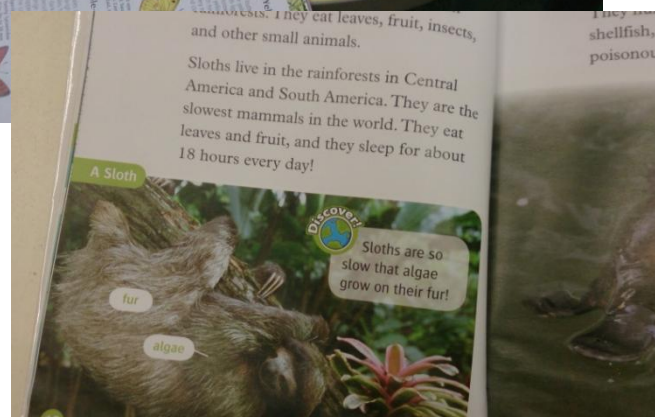 rainforests. They eat leaves, fruit, insects,
and other small animals.
Sloths live in the rainforests in Central
America and South America. They are the
slowest mammals in the world. They eat
leaves and fruit, and they sleep for about
18 hours every day!
A Sloth
Discover!
Sloths are so
slow that algae
grow on their fur!
fur
algae
They
shellfish,